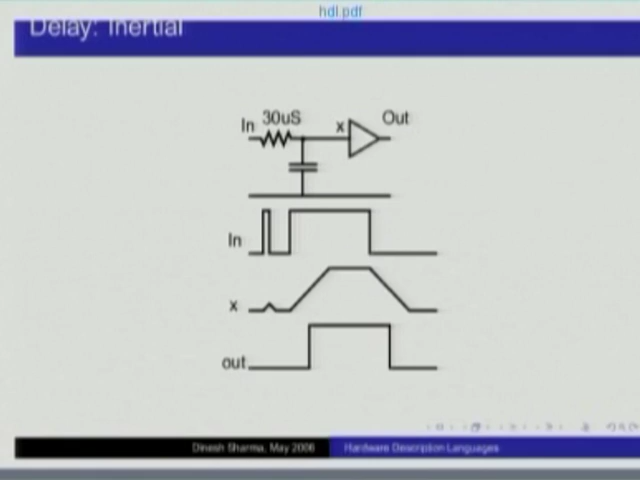 hdl.pdf
Delay: Inertial
In 30uS x Out
In
x
out
Dinesh Sharma, May 2006 Hardware Description Languages